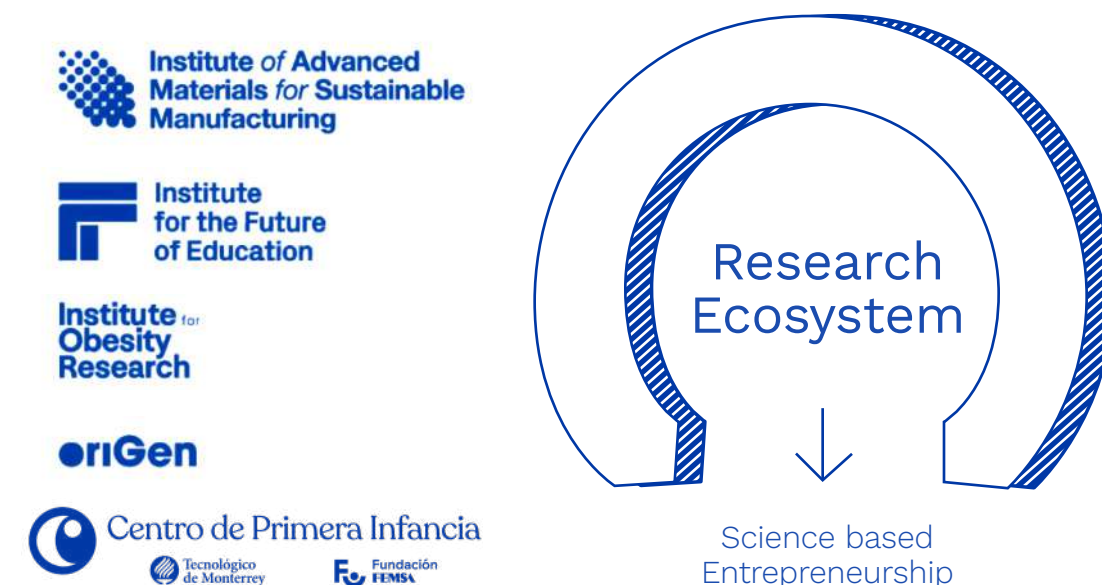 Institute of Advanced
Materials for Sustainable
Manufacturing
Institute
for the Future
of Education
Institute for
Obesity
Research
oriGen
Centro de Primera Infancia
Tecnológico
de Monterrey
Fundación
FEMSA
Research
Ecosystem
Science based
Entrepreneurship